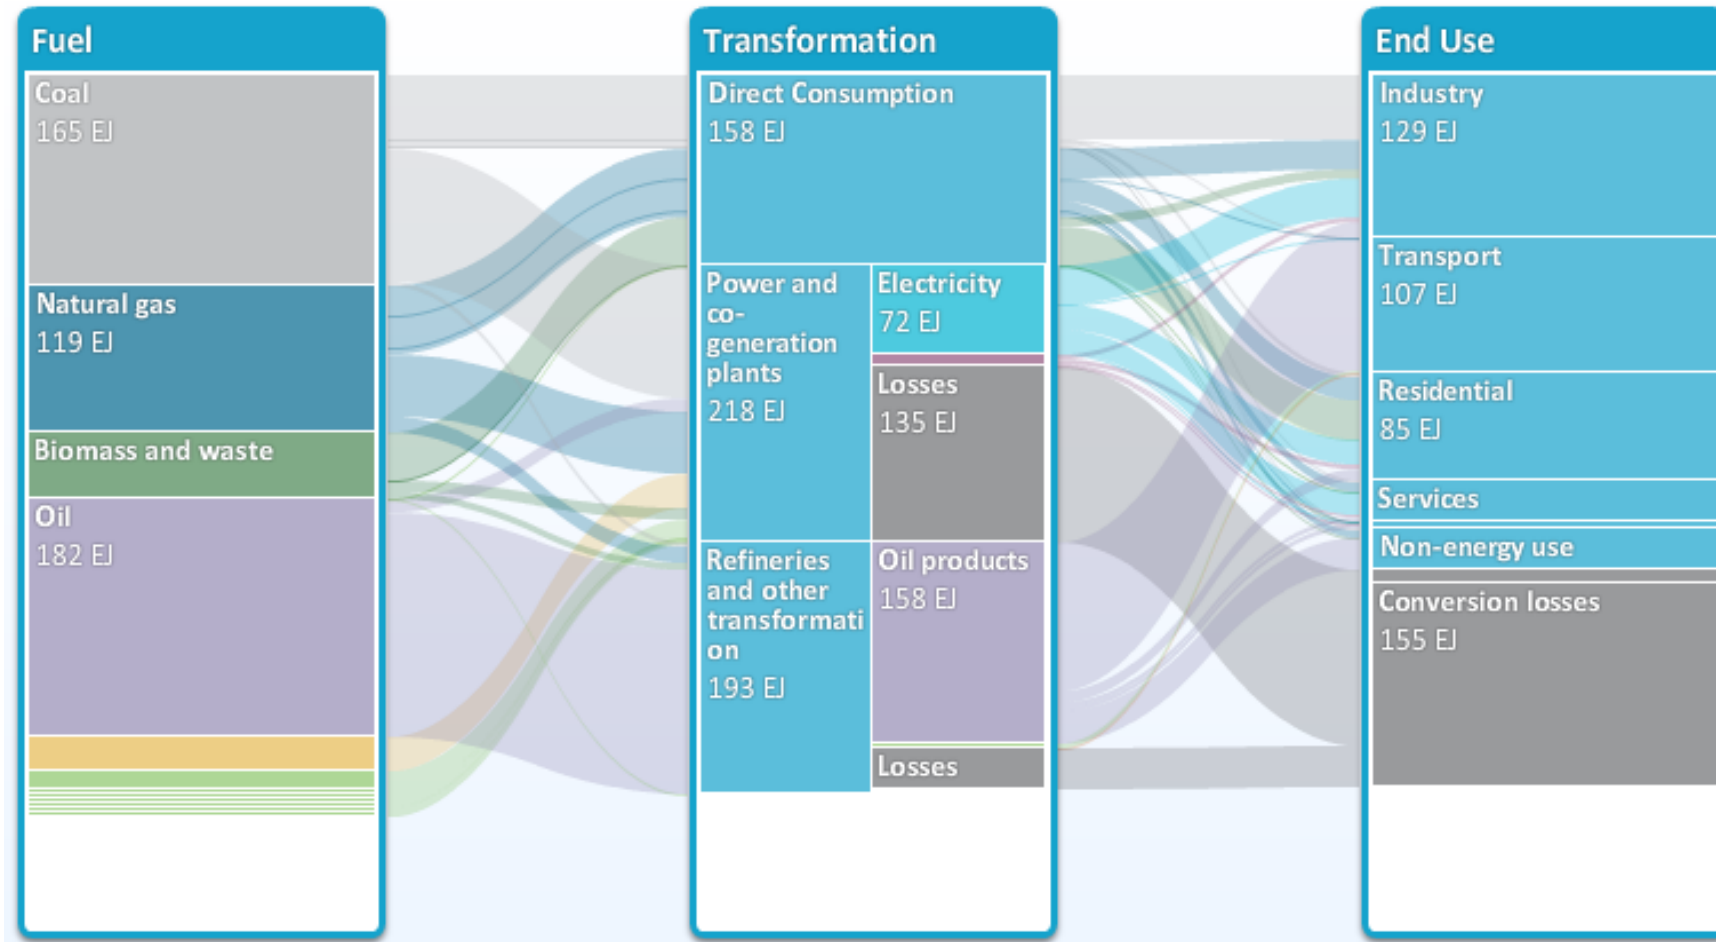 Fuel
Coal
165 EJ
Natural gas
119 EJ
Biomass and waste
Oil
182 EJ
Transformation
Direct Consumption
158 EJ
Power and
co-
generation
plants
218 EJ
Electricity
72 EJ
Losses
135 EJ
Refineries
and other
transformati
on
193 EJ
Oil products
158 EJ
Losses
End Use
Industry
129 EJ
Transport
107 EJ
Residential
85 EJ
Services
Non-energy use
Conversion losses
155 EJ